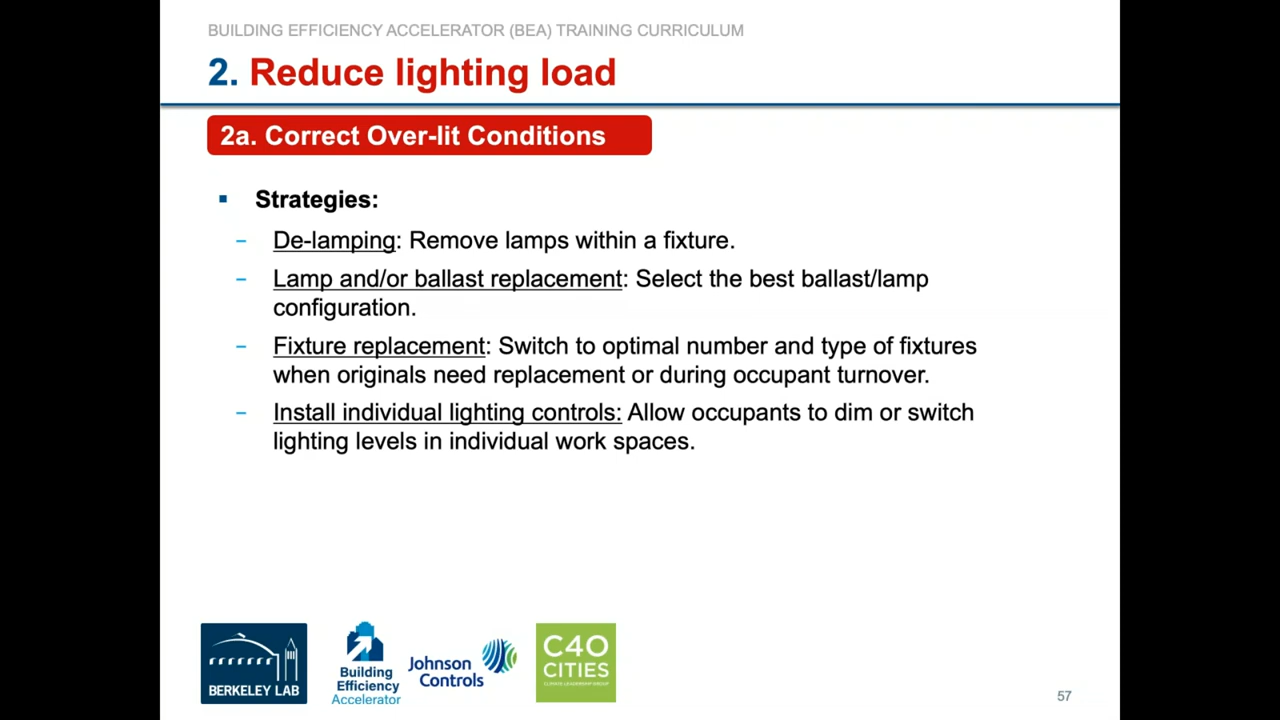 BUILDING EFFICIENCY ACCELERATOR (BEA) TRAINING CURRICULUM
2. Reduce lighting load
2a. Correct Over-lit Conditions
▪ Strategies:
– De-lamping: Remove lamps within a fixture.
– Lamp and/or ballast replacement: Select the best ballast/lamp
configuration.
– Fixture replacement: Switch to optimal number and type of fixtures
when originals need replacement or during occupant turnover.
– Install individual lighting controls: Allow occupants to dim or switch
lighting levels in individual work spaces.
BERKELEY LAB
Building
Efficiency
Accelerator
Johnson
Controls
C40
CITIES
CLIMATE LEADERSHIP GROUP
57